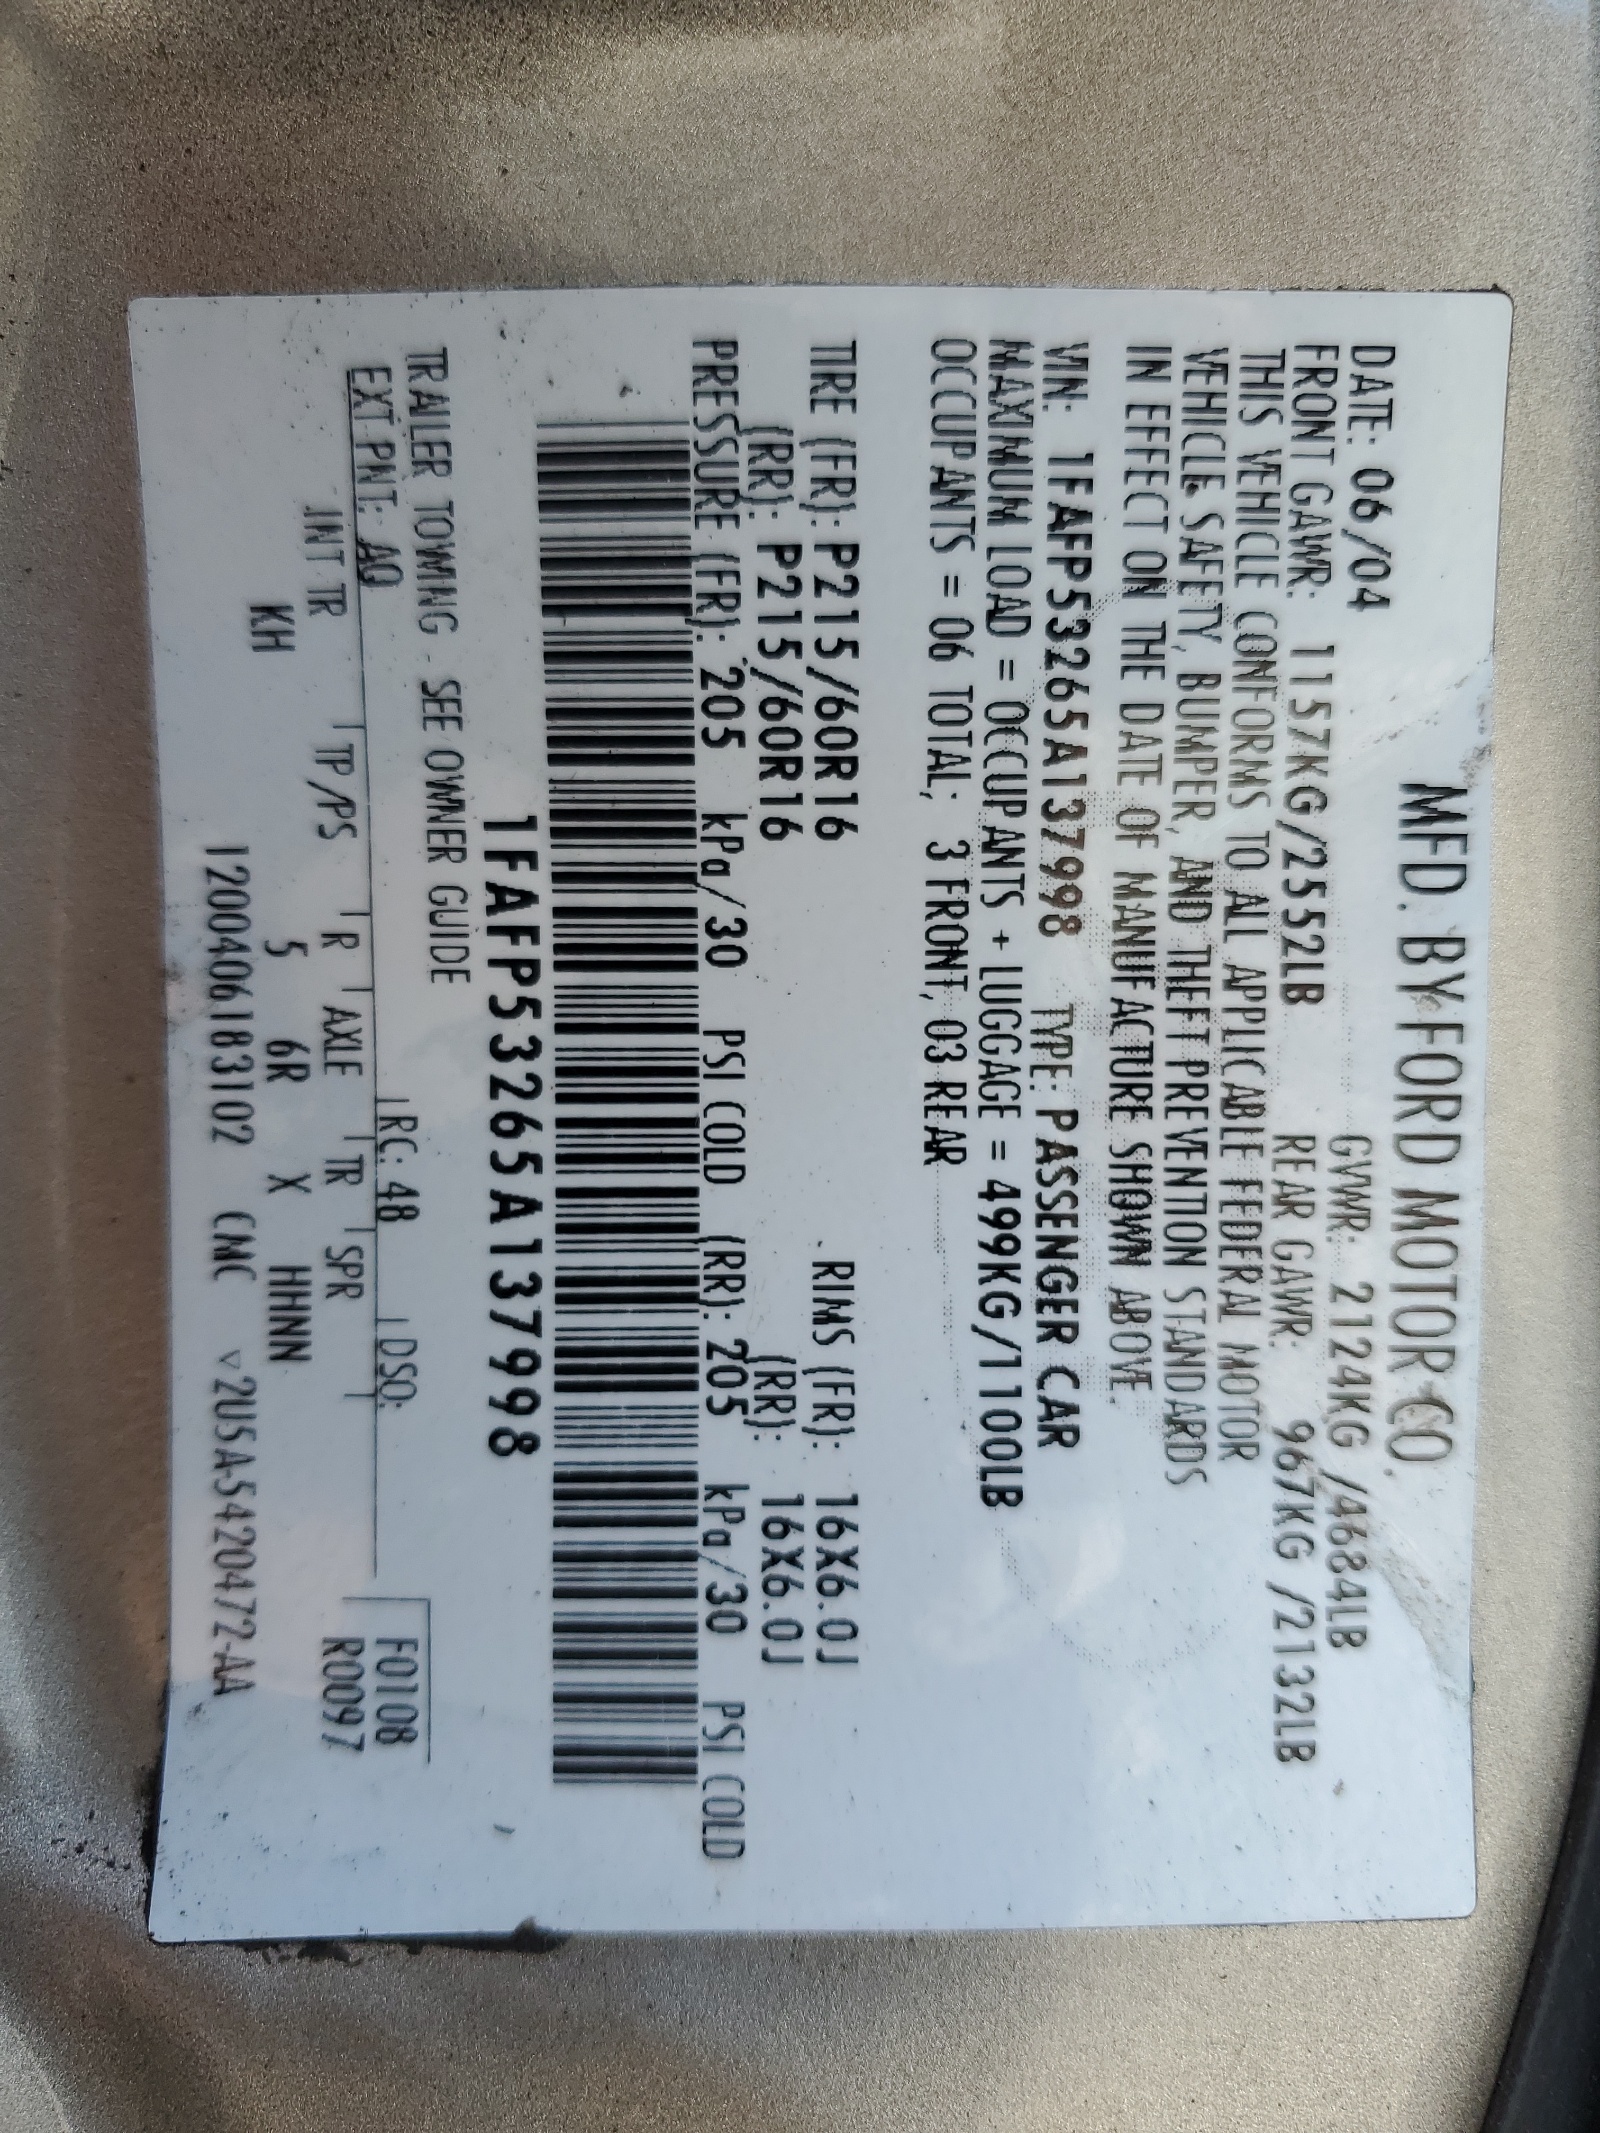 MFD. BY FORD MOTOR CO.
DATE: 06/04 GVWR: 2124KG /4684LB
FRONT GAWR: 1157KG/2552LB REAR GAWR: 967KG /2132LB
THIS VEHICLE CONFORMS TO ALL APPLICABLE FEDERAL MOTOR
VEHICLE SAFETY, BUMPER, AND THEFT PREVENTION STANDARDS
IN EFFECT ON THE DATE OF MANUFACTURE SHOWN ABOVE.
VIN: 1FAFP53265A137998 TYPE: PASSENGER CAR
MAXIMUM LOAD = OCCUPANTS + LUGGAGE = 499KG/1100LB
OCCUPANTS = 06 TOTAL; 3 FRONT, 03 REAR
TIRE (FR): P215/60R16 RIMS (FR): 16X6.0J
(RR): P215/60R16 (RR): 16X6.0J
PRESSURE (FR): 205 kPa/30 PSI COLD (RR): 205 kPa/30 PSI COLD
1FAFP53265A137998
TRAILER TOWING - SEE OWNER GUIDE
F0108
EXT PNT: AQ RC: 48 DSO: R0097
INT TR TP/PS R AXLE TR SPR
KH 5 6R X HHNN
1200406183102 CNC ▽2U5A-5420472-AA